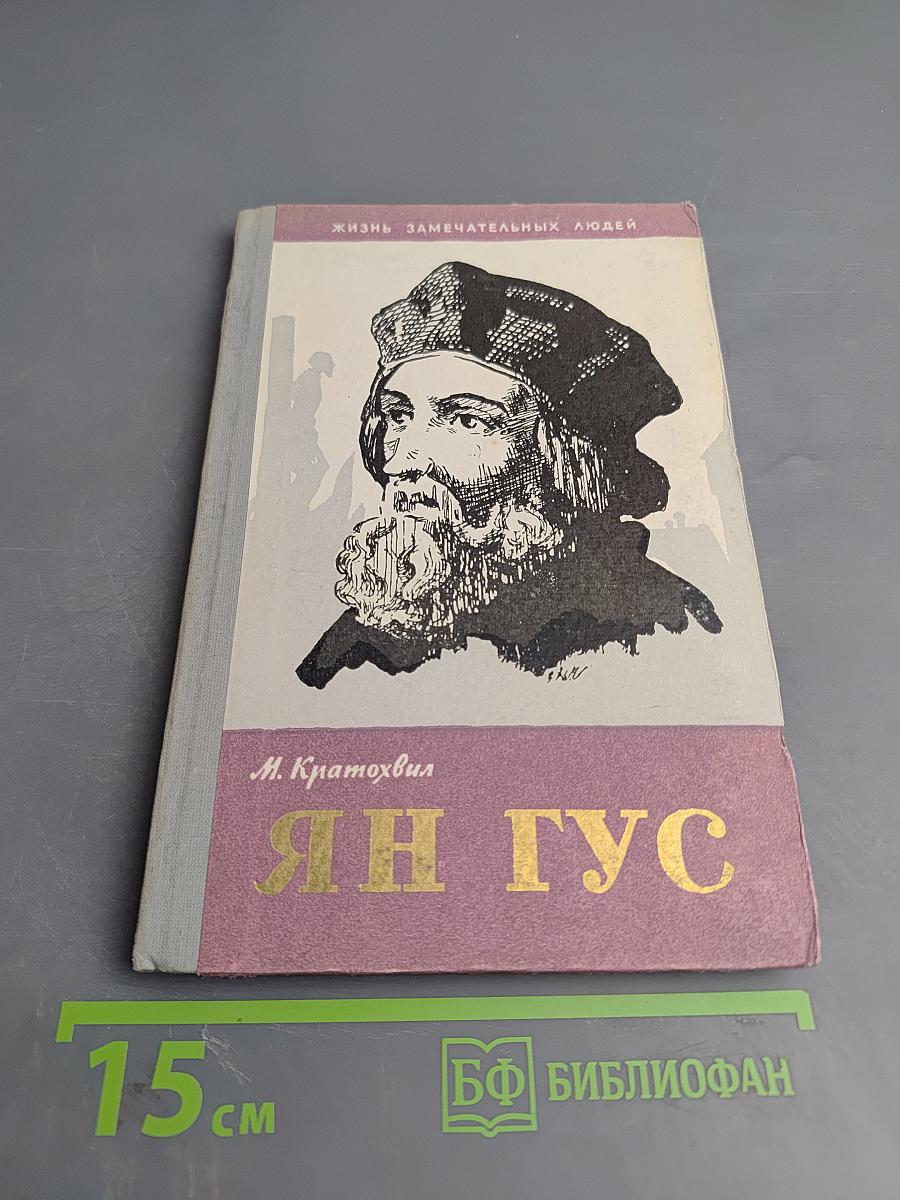 ЖИЗНЬ ЗАМЕЧАТЕЛЬНЫХ ЛЮДЕЙ
М. Кратохвил
ЯН ГУС
15 см
БФ БИБЛИОФАН